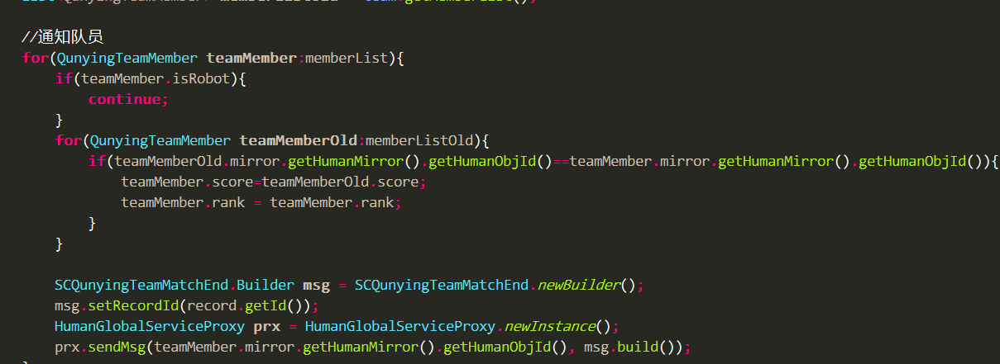 //通知队员
for(QunyingTeamMember teamMember:memberList){
if(teamMember.isRobot){
continue;
}
for(QunyingTeamMember teamMemberOld:memberListOld){
if(teamMemberOld.mirror.getHumanMirror().getHumanObjId()==teamMember.mirror.getHumanMirror().getHumanObjId()){
teamMember.score=teamMemberOld.score;
teamMember.rank = teamMember.rank;
}
}
SCQunyingTeamMatchEnd.Builder msg = SCQunyingTeamMatchEnd.newBuilder();
msg.setRecordId(record.getId());
HumanGlobalServiceProxy prx = HumanGlobalServiceProxy.newInstance();
prx.sendMsg(teamMember.mirror.getHumanMirror().getHumanObjId(), msg.build());